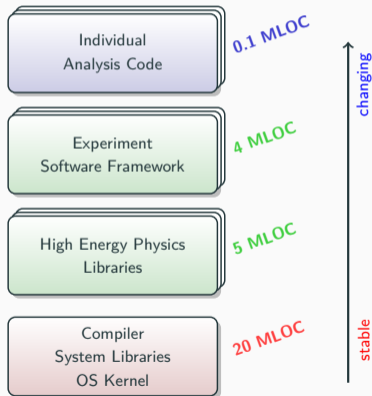 Individual
Analysis Code
0.1 MLOC
changing
Experiment
Software Framework
4 MLOC
High Energy Physics
Libraries
5 MLOC
Compiler
System Libraries
OS Kernel
20 MLOC
stable